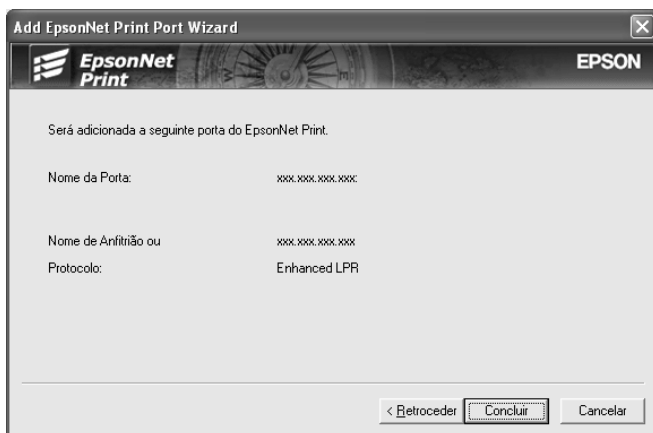 Add EpsonNet Print Port Wizard
EpsonNet
Print
EPSON
Será adicionada a seguinte porta do EpsonNet Print.
Nome da Porta: xxx.xxx.xxx.xxx:
Nome de Anfitrião ou xxx.xxx.xxx.xxx
Protocolo: Enhanced LPR
< Retroceder Concluir Cancelar